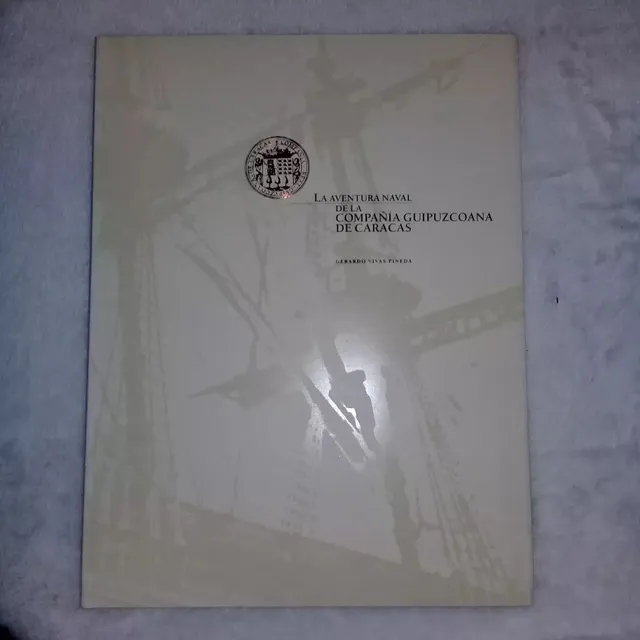 LA AVENTURA NAVAL
DE LA
COMPAÑIA GUIPUZCOANA
DE CARACAS
GERARDO VIVAS PINEDA